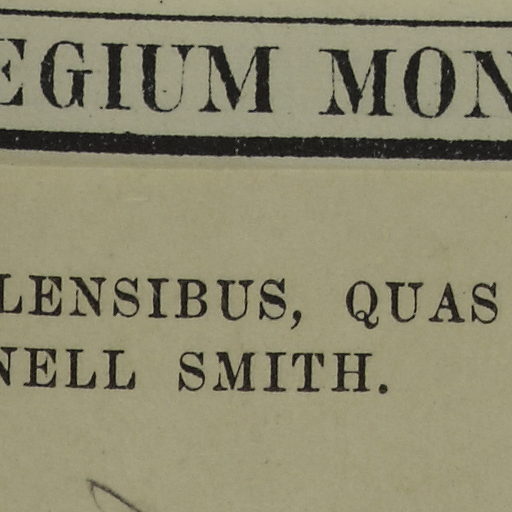 EGIUM MON
LENSIBUS, QUAS
NELL SMITH.